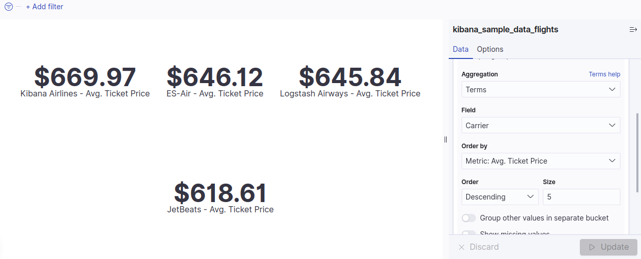 + Add filter
$669.97
Kibana Airlines - Avg. Ticket Price
$646.12
ES-Air - Avg. Ticket Price
$645.84
Logstash Airways - Avg. Ticket Price
$618.61
JetBeats - Avg. Ticket Price
kibana_sample_data_flights
Data Options
Aggregation Terms help
Terms
Field
Carrier
Order by
Metric: Avg. Ticket Price
Order Size
Descending 5
Group other values in separate bucket
Show missing values
Discard Update